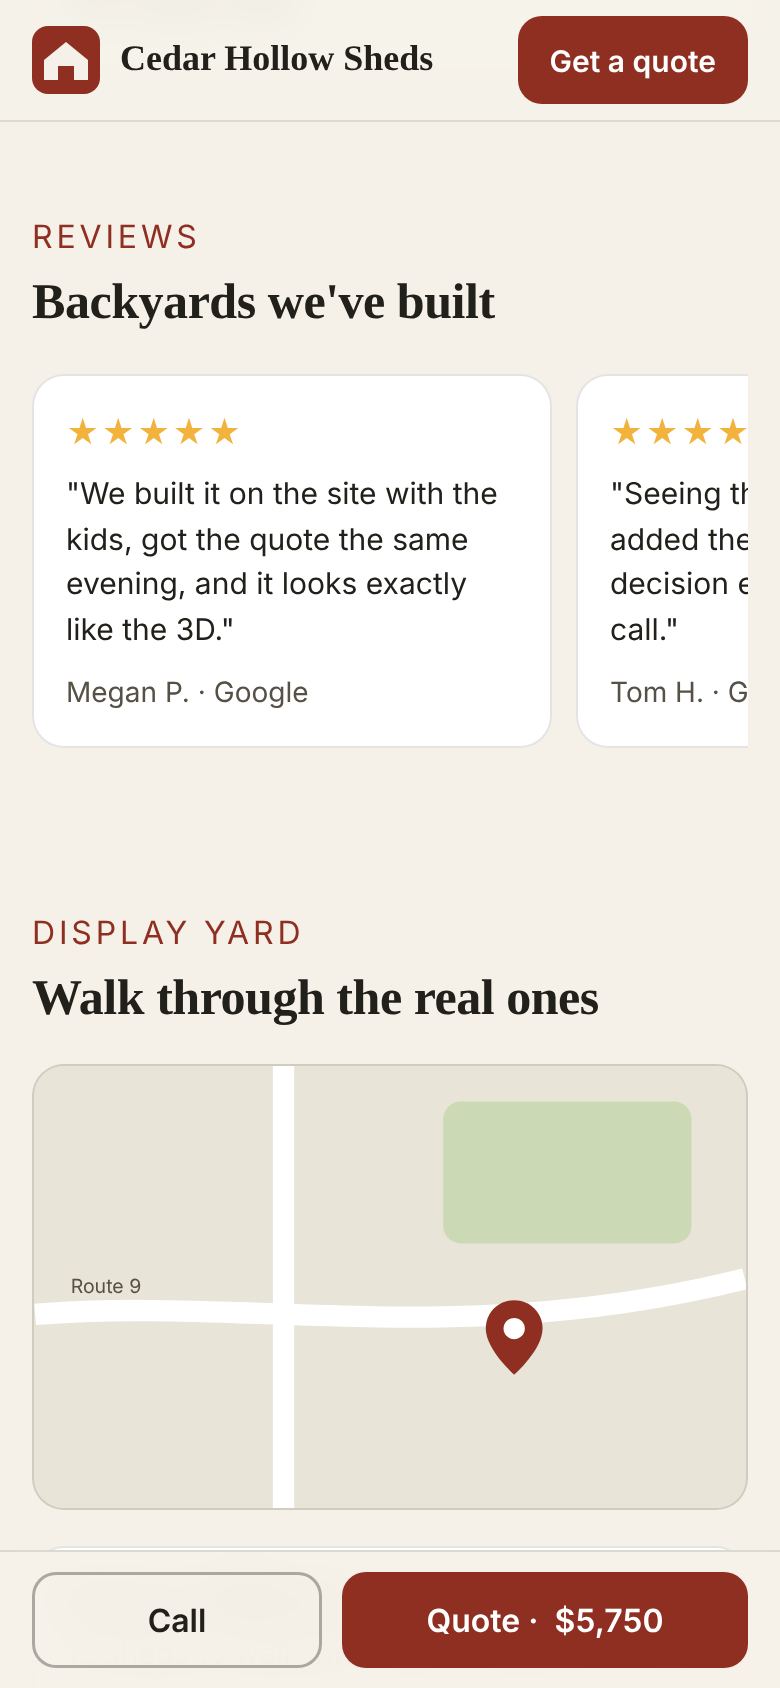 Cedar Hollow Sheds
Get a quote
REVIEWS
Backyards we've built
★★★★★
"We built it on the site with the
kids, got the quote the same
evening, and it looks exactly
like the 3D."
Megan P. · Google
★★★★
"Seeing
added the
decision
call."
Tom H. ·
DISPLAY YARD
Walk through the real ones
Route 9
Call
Quote · $5,750